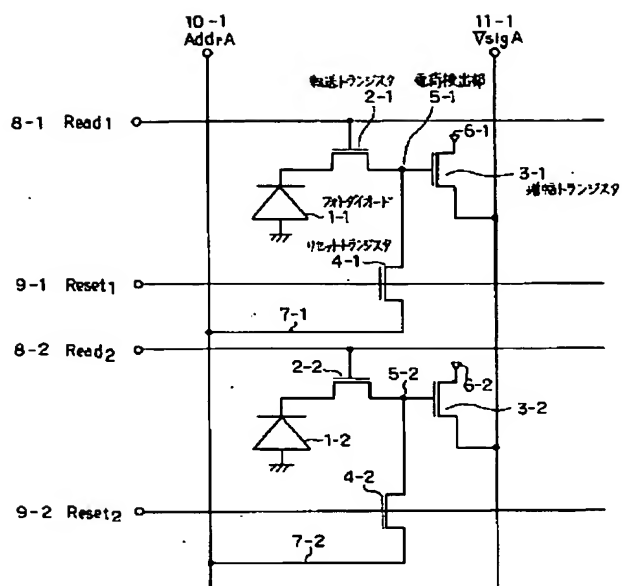 10-1
AddrA
11-1
VsigA
転送トランジスタ
2-1
電荷検出部
5-1
8-1 Read1
6-1
3-1
増幅トランジスタ
フォトダイオード
1-1
リセットトランジスタ
4-1
9-1 Reset1
7-1
8-2 Read2
2-2
5-2
6-2
3-2
1-2
4-2
9-2 Reset2
7-2